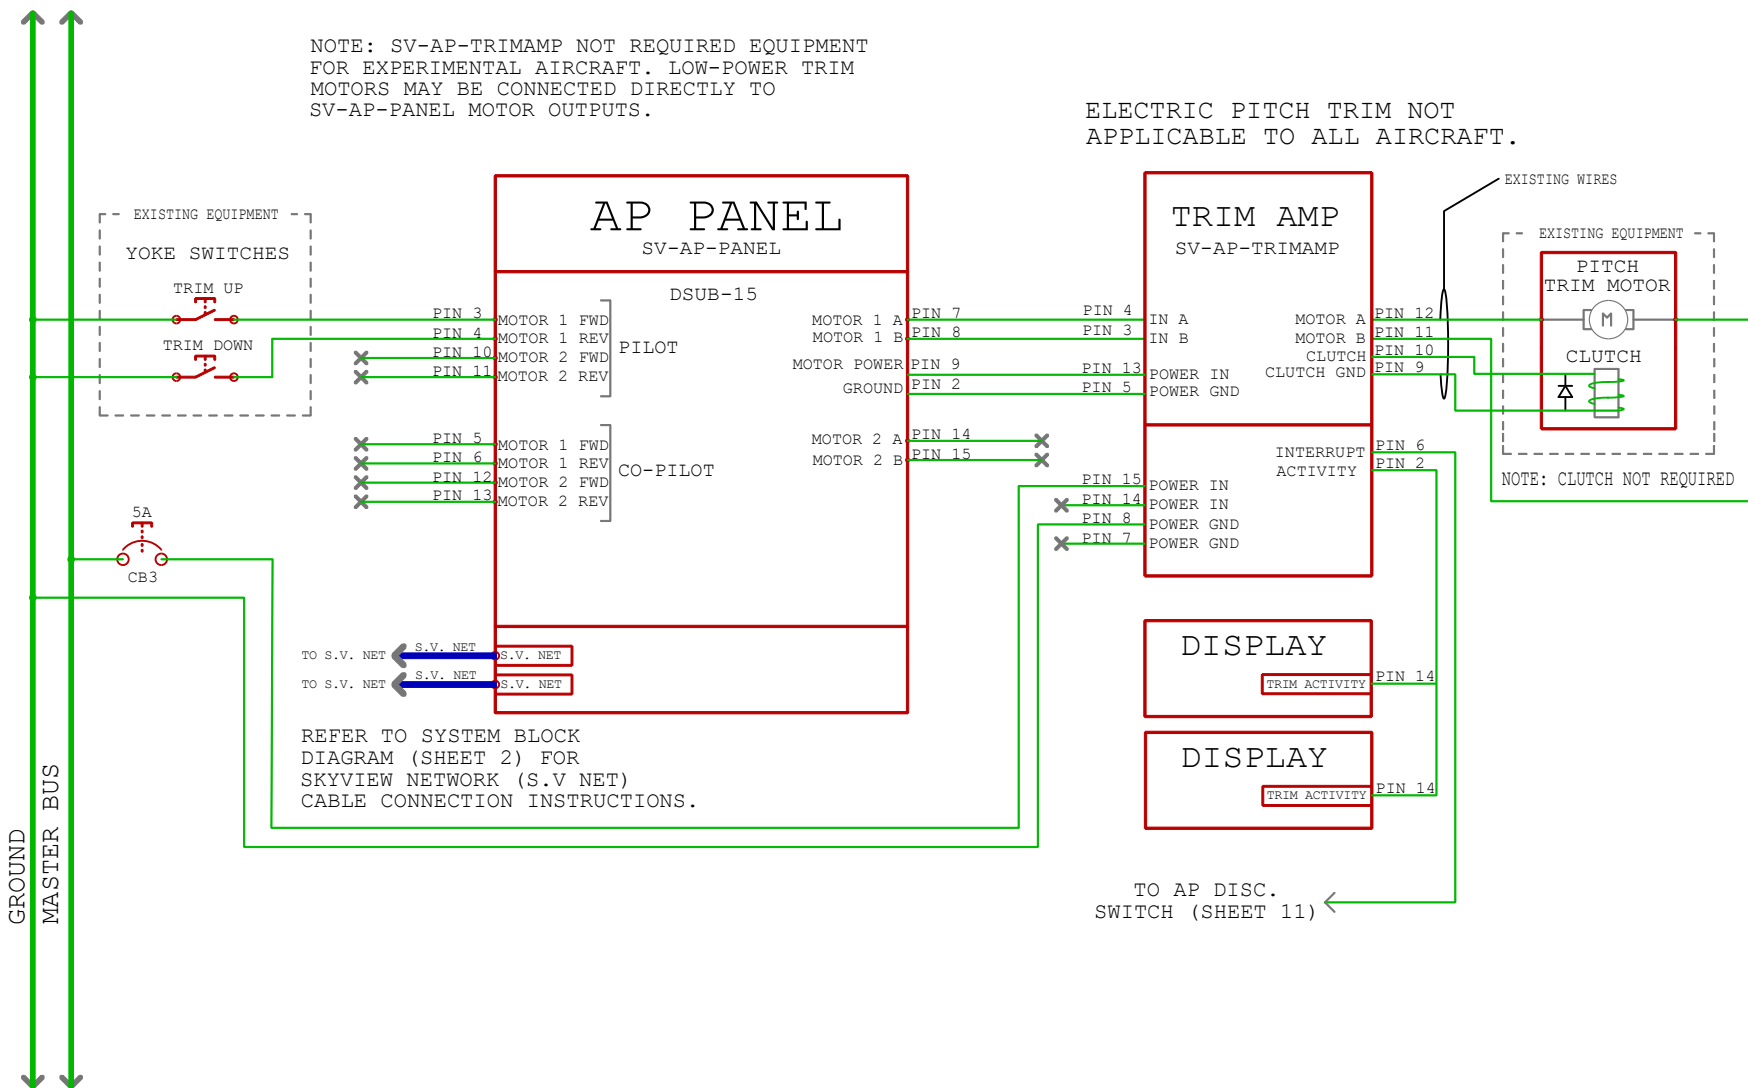 NOTE: SV-AP-TRIMAMP NOT REQUIRED EQUIPMENT
FOR EXPERIMENTAL AIRCRAFT. LOW-POWER TRIM
MOTORS MAY BE CONNECTED DIRECTLY TO
SV-AP-PANEL MOTOR OUTPUTS.
ELECTRIC PITCH TRIM NOT
APPLICABLE TO ALL AIRCRAFT.
EXISTING EQUIPMENT
YOKE SWITCHES
TRIM UP
TRIM DOWN
5A
CB3
GROUND
MASTER BUS
AP PANEL
SV-AP-PANEL
DSUB-15
PIN 3 MOTOR 1 FWD
PIN 4 MOTOR 1 REV
PIN 10 MOTOR 2 FWD
PIN 11 MOTOR 2 REV
PILOT
PIN 5 MOTOR 1 FWD
PIN 6 MOTOR 1 REV
PIN 12 MOTOR 2 FWD
PIN 13 MOTOR 2 REV
CO-PILOT
MOTOR 1 A PIN 7
MOTOR 1 B PIN 8
MOTOR POWER PIN 9
GROUND PIN 2
MOTOR 2 A PIN 14
MOTOR 2 B PIN 15
TO S.V. NET S.V. NET S.V. NET
TO S.V. NET S.V. NET S.V. NET
REFER TO SYSTEM BLOCK
DIAGRAM (SHEET 2) FOR
SKYVIEW NETWORK (S.V NET)
CABLE CONNECTION INSTRUCTIONS.
TRIM AMP
SV-AP-TRIMAMP
PIN 4 IN A
PIN 3 IN B
PIN 13 POWER IN
PIN 5 POWER GND
MOTOR A PIN 12
MOTOR B PIN 11
CLUTCH PIN 10
CLUTCH GND PIN 9
INTERRUPT PIN 6
ACTIVITY PIN 2
PIN 15 POWER IN
PIN 14 POWER IN
PIN 8 POWER GND
PIN 7 POWER GND
EXISTING WIRES
EXISTING EQUIPMENT
PITCH
TRIM MOTOR
M
CLUTCH
NOTE: CLUTCH NOT REQUIRED
DISPLAY
TRIM ACTIVITY PIN 14
DISPLAY
TRIM ACTIVITY PIN 14
TO AP DISC.
SWITCH (SHEET 11)